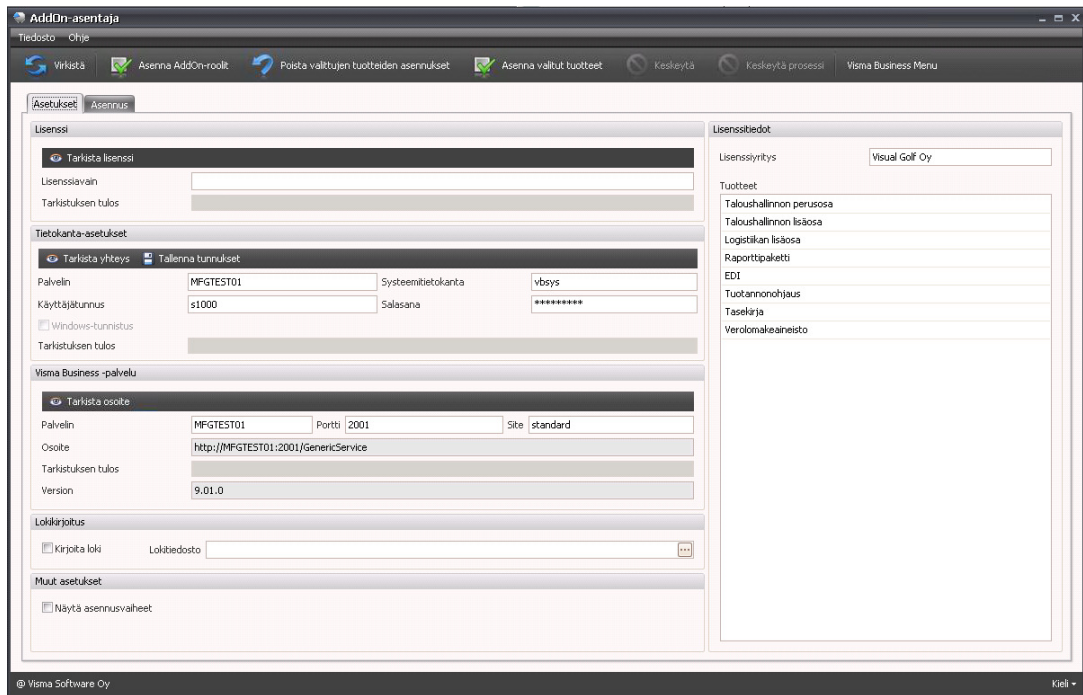 AddOn-asentaja
Tiedosto Ohje
Virkistä Asenna AddOn-roolit Poista valittujen tuotteiden asennukset Asenna valitut tuotteet Keskeytä Keskeytä prosessi Visma Business Menu
Asetukset Asennus
Lisenssi
Tarkista lisenssi
Lisenssiavain
Tarkistuksen tulos
Tietokanta-asetukset
Tarkista yhteys Tallenna tunnukset
Palvelin MFGTEST01 Systeemitietokanta vbsys
Käyttäjätunnus s1000 Salasana *********
Windows-tunnistus
Tarkistuksen tulos
Visma Business -palvelu
Tarkista osoite
Palvelin MFGTEST01 Portti 2001 Site standard
Osoite http://MFGTEST01:2001/GenericService
Tarkistuksen tulos
Version 9.01.0
Lokikirjoitus
Kirjoita loki Lokitiedosto ...
Muut asetukset
Näytä asennusvaiheet
Lisenssitiedot
Lisenssiyritys Visual Golf Oy
Tuotteet
Taloushallinnon perusosa
Taloushallinnon lisäosa
Logistiikan lisäosa
Raporttipaketti
EDI
Tuotannonohjaus
Tasekirja
Verolomakeaineisto
@ Visma Software Oy Kieli